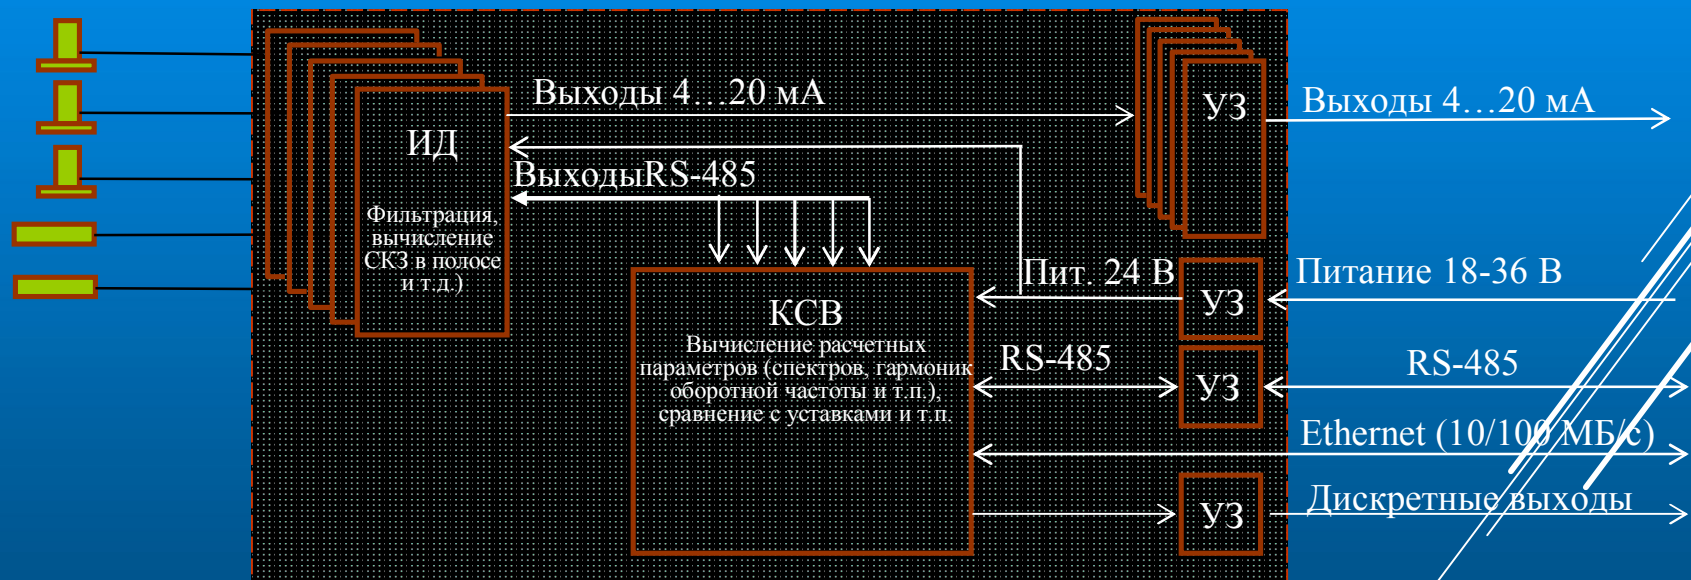 Выходы 4…20 мА
УЗ
Выходы 4…20 мА
ИД
ВыходыRS-485
Фильтрация,
вычисление
СКЗ в полосе
и т.д.)
Пит. 24 В
УЗ
Питание 18-36 В
КСВ
Вычисление расчетных
параметров (спектров, гармоник
оборотной частоты и т.п.),
сравнение с уставками и т.п.
RS-485
УЗ
RS-485
Ethernet (10/100 МБ/с)
УЗ
Дискретные выходы